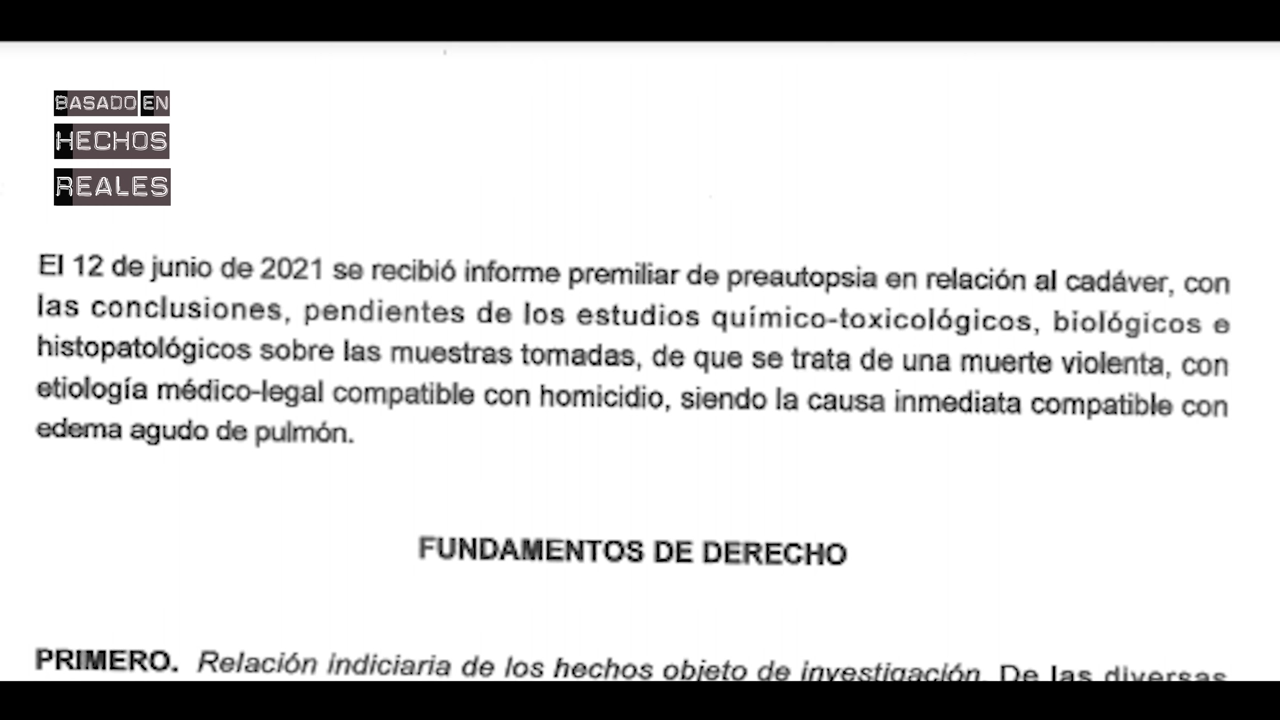 BASADO EN
HECHOS
REALES
El 12 de junio de 2021 se recibió informe premiliar de preautopsia en relación al cadáver, con
las conclusiones, pendientes de los estudios químico-toxicológicos, biológicos e
histopatológicos sobre las muestras tomadas, de que se trata de una muerte violenta, con
etiología médico-legal compatible con homicidio, siendo la causa inmediata compatible con
edema agudo de pulmón.
FUNDAMENTOS DE DERECHO
PRIMERO. Relación indiciaria de los hechos objeto de investigación. De las diversas